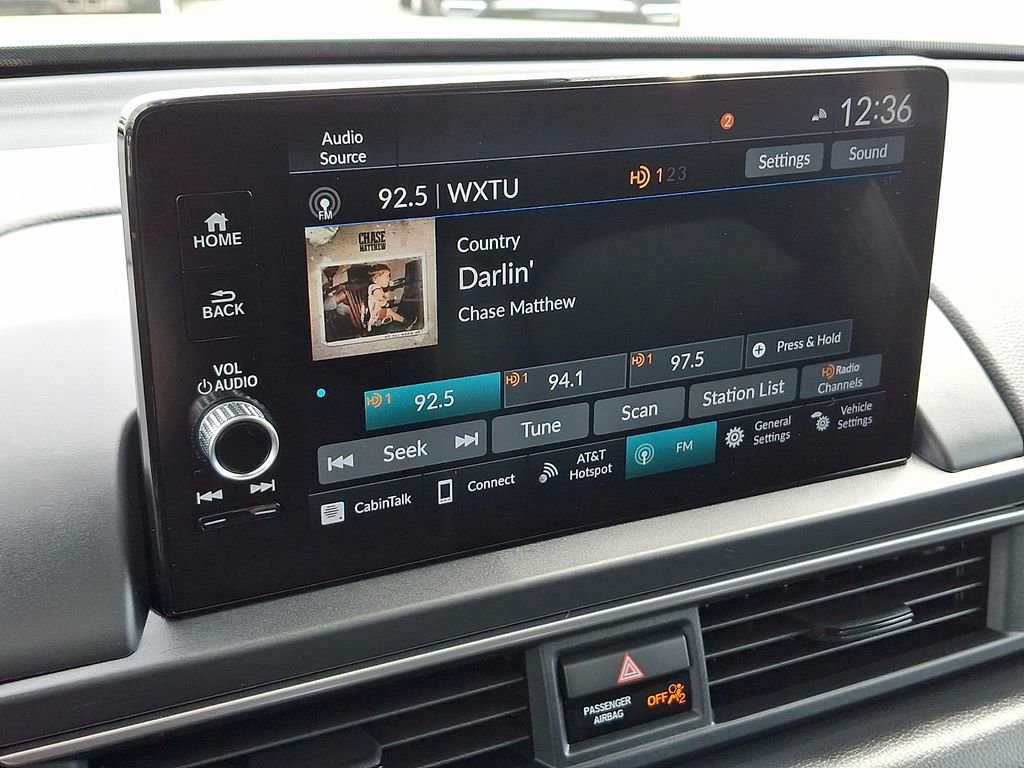 Audio
Source
2
12:36
Settings
Sound
HOME
BACK
VOL
AUDIO
FM
92.5 | WXTU
HD 1 2 3
CHASE
MATTHEW
Country
Darlin'
Chase Matthew
HD 1 92.5
HD 1 94.1
HD 1 97.5
Press & Hold
Seek
Tune
Scan
Station List
HD Radio
Channels
CabinTalk
Connect
AT&T
Hotspot
FM
General
Settings
Vehicle
Settings
PASSENGER
AIRBAG
OFF
2